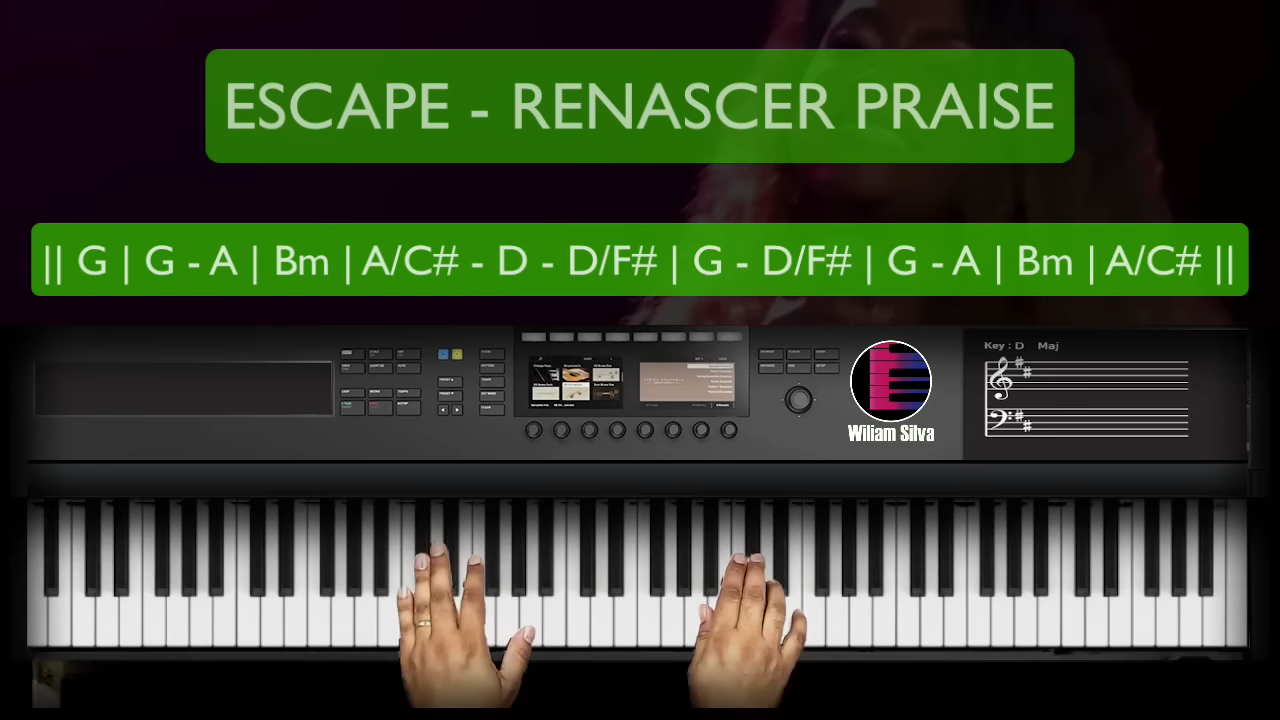 ESCAPE - RENASCER PRAISE
|| G | G - A | Bm | A/C# - D - D/F# | G - D/F# | G - A | Bm | A/C# ||
Key : D Maj
Wiliam Silva